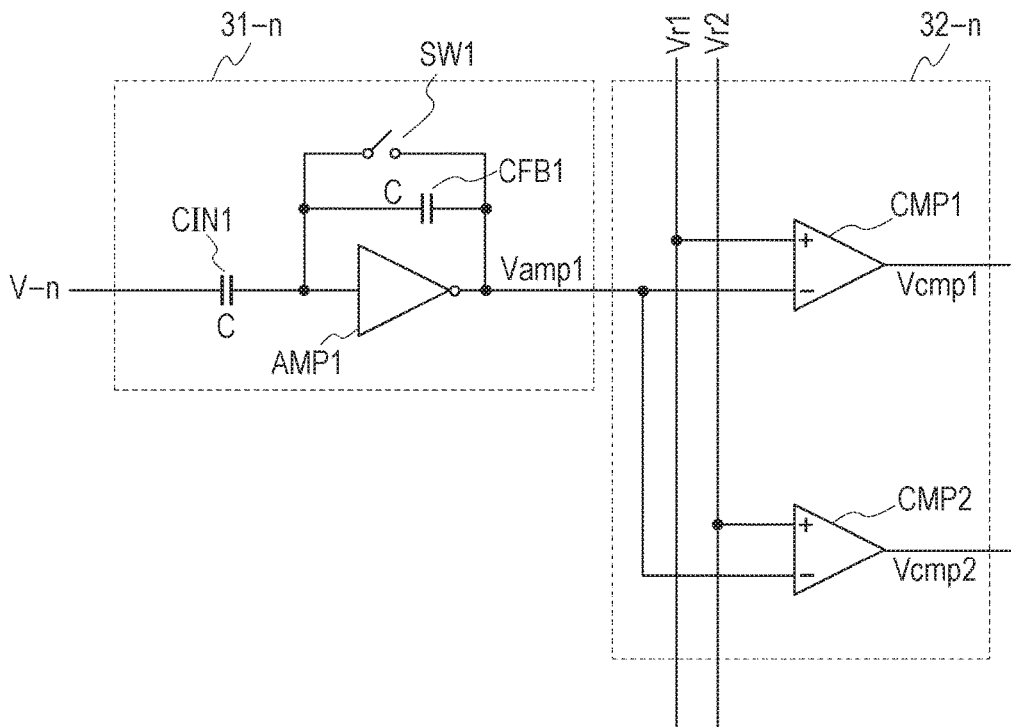 31-n
SW1
Vr1
Vr2
32-n
CFB1
C
CIN1
CMP1
+
Vamp1
V-n
−
Vcmp1
C
AMP1
CMP2
+
−
Vcmp2